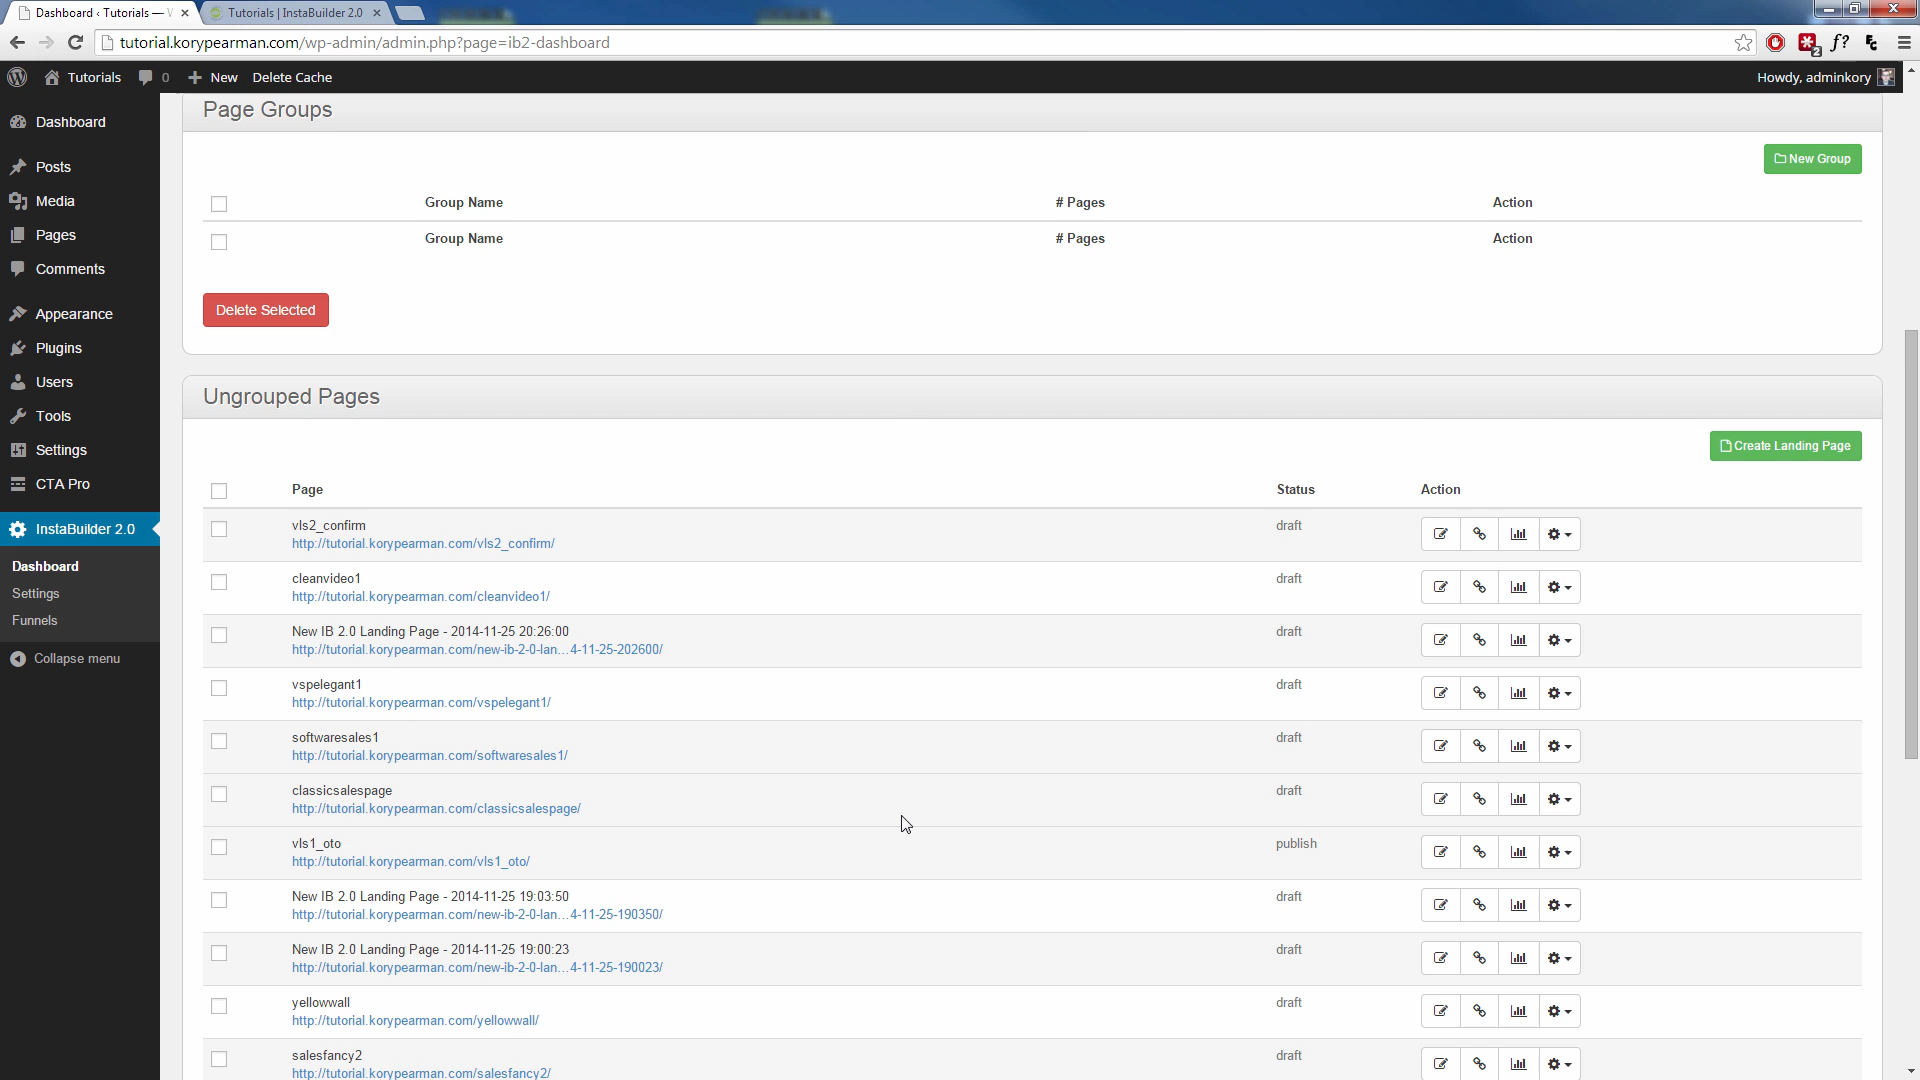 Dashboard ‹ Tutorials — W
Tutorials | InstaBuilder 2.0
tutorial.korypearman.com/wp-admin/admin.php?page=ib2-dashboard
2
f?
Tutorials
0
New
Delete Cache
Howdy, adminkory
Dashboard
Posts
Media
Pages
Comments
Appearance
Plugins
Users
Tools
Settings
CTA Pro
InstaBuilder 2.0
Dashboard
Settings
Funnels
Collapse menu
Page Groups
New Group
Group Name # Pages Action
Group Name # Pages Action
Delete Selected
Ungrouped Pages
Create Landing Page
Page Status Action
vls2_confirm draft
http://tutorial.korypearman.com/vls2_confirm/
cleanvideo1 draft
http://tutorial.korypearman.com/cleanvideo1/
New IB 2.0 Landing Page - 2014-11-25 20:26:00 draft
http://tutorial.korypearman.com/new-ib-2-0-lan…4-11-25-202600/
vspelegant1 draft
http://tutorial.korypearman.com/vspelegant1/
softwaresales1 draft
http://tutorial.korypearman.com/softwaresales1/
classicsalespage draft
http://tutorial.korypearman.com/classicsalespage/
vls1_oto publish
http://tutorial.korypearman.com/vls1_oto/
New IB 2.0 Landing Page - 2014-11-25 19:03:50 draft
http://tutorial.korypearman.com/new-ib-2-0-lan…4-11-25-190350/
New IB 2.0 Landing Page - 2014-11-25 19:00:23 draft
http://tutorial.korypearman.com/new-ib-2-0-lan…4-11-25-190023/
yellowwall draft
http://tutorial.korypearman.com/yellowwall/
salesfancy2 draft
http://tutorial.korypearman.com/salesfancy2/